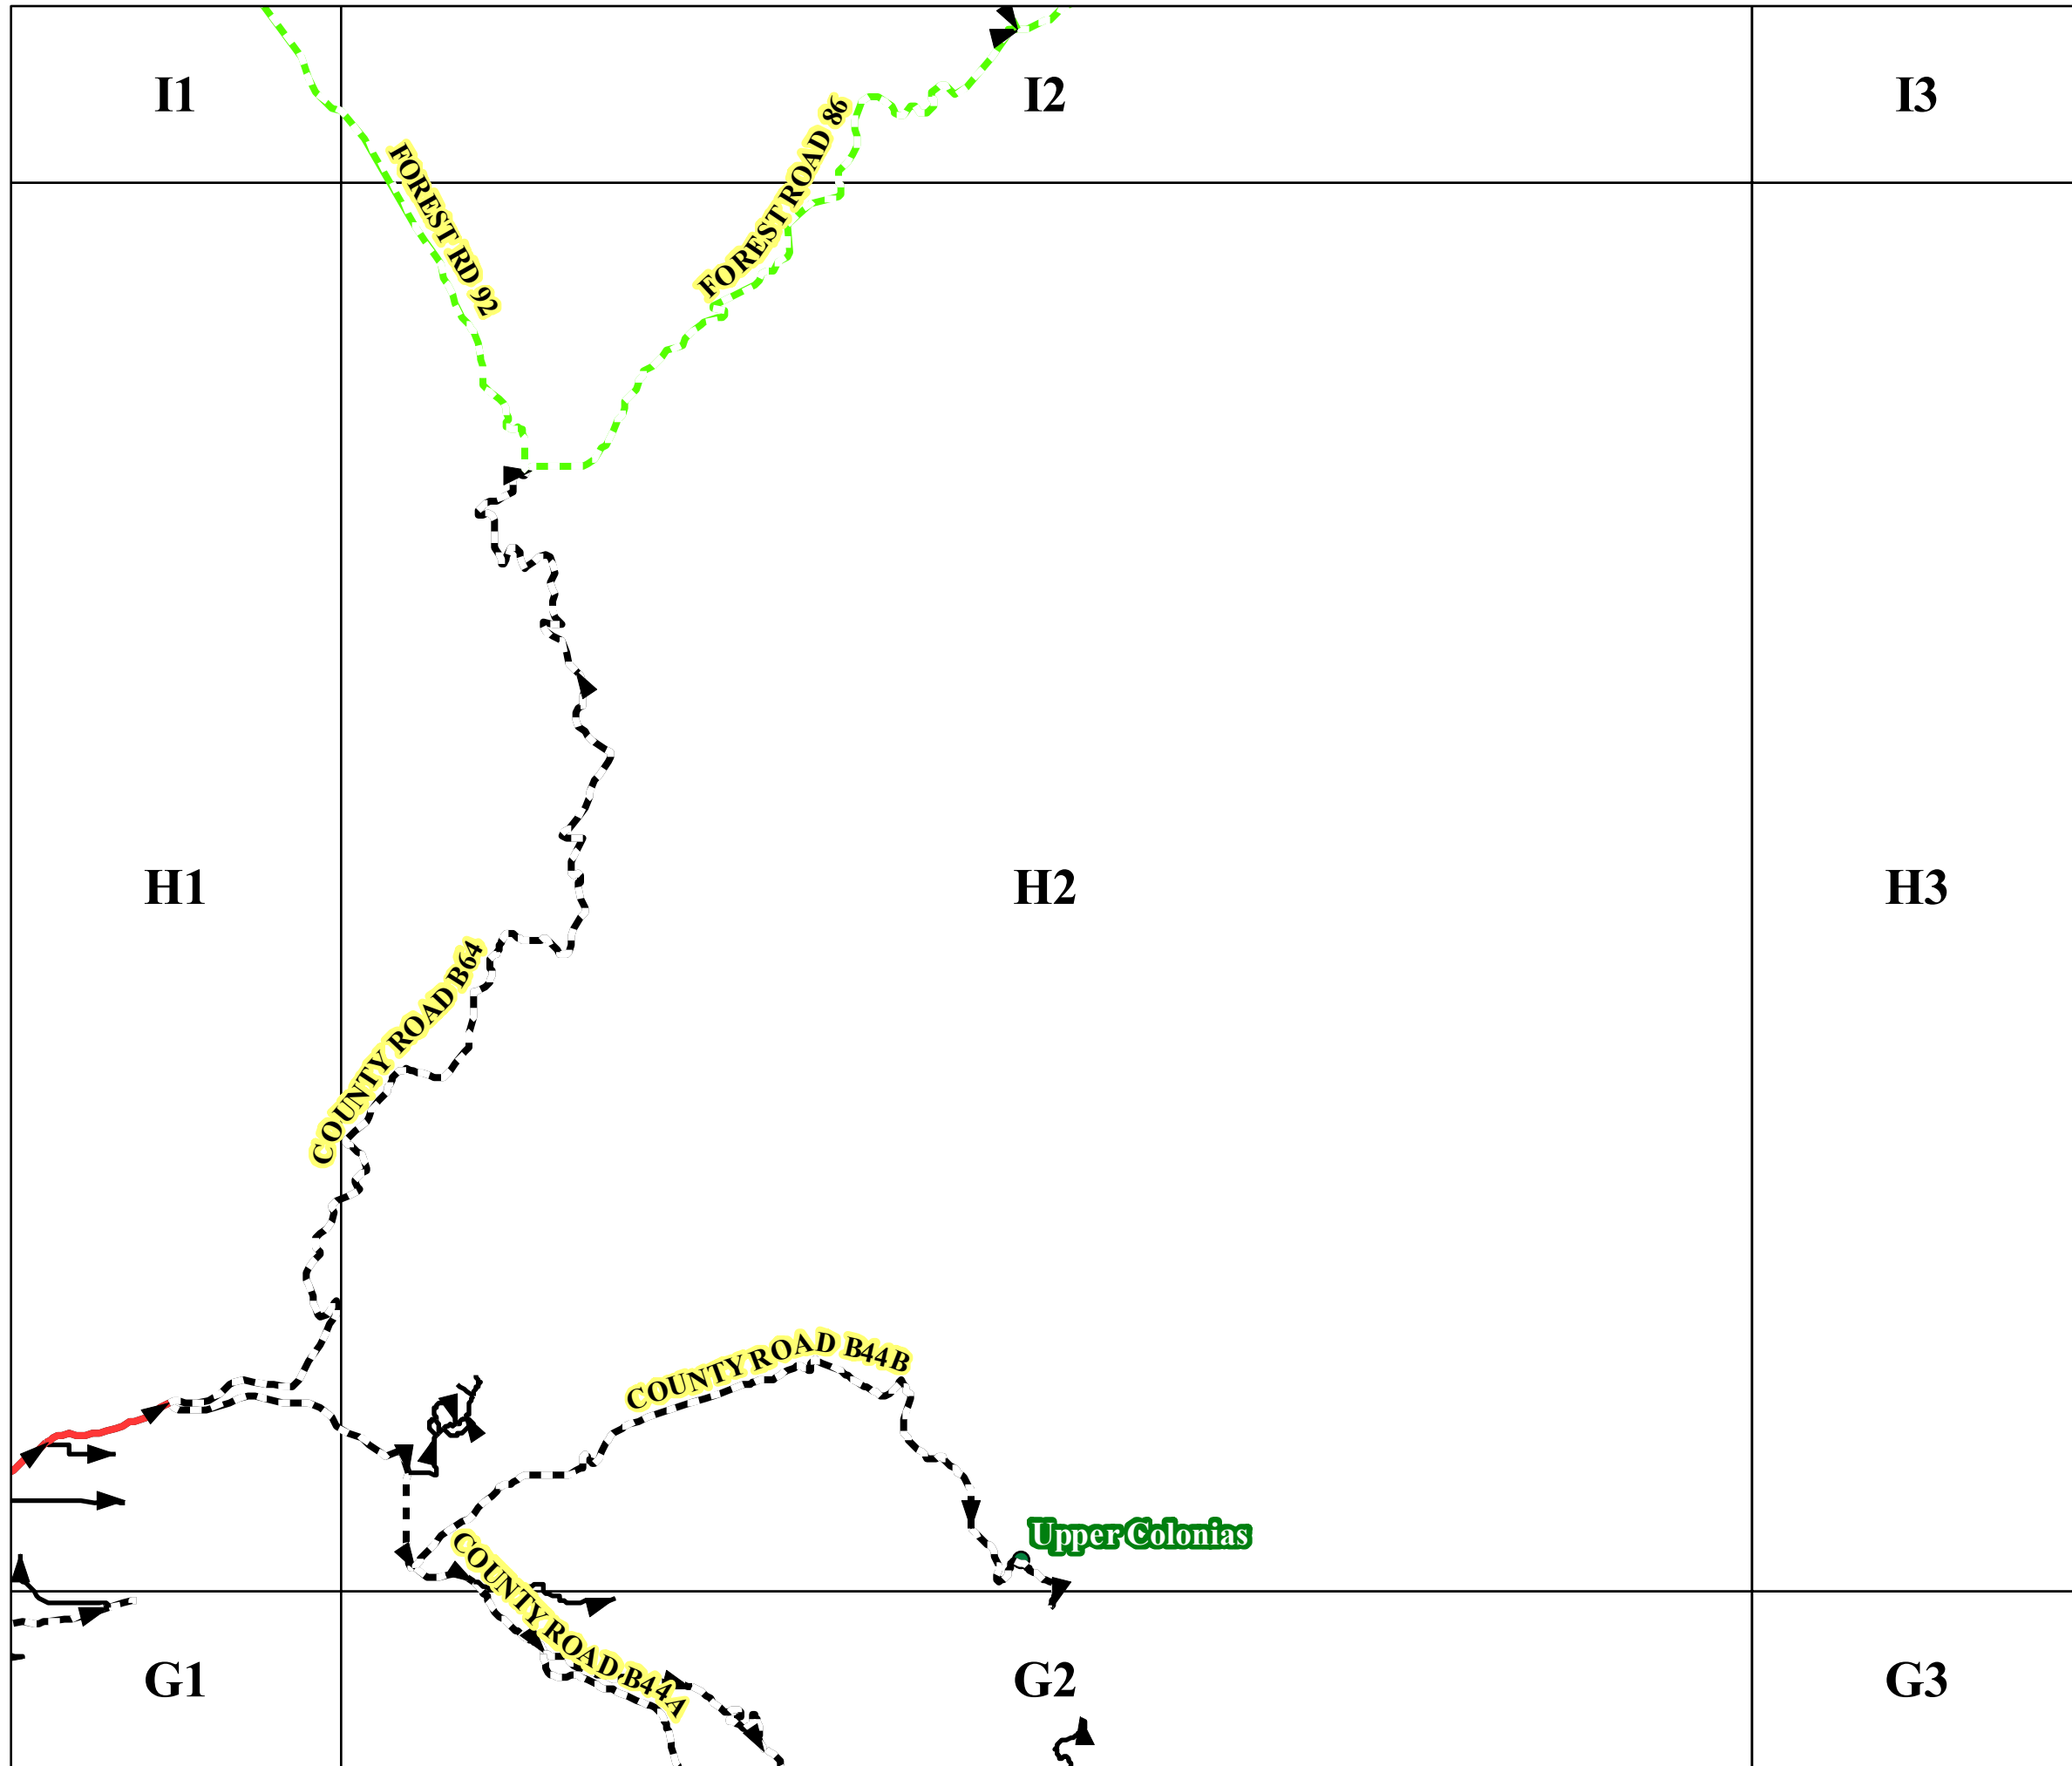 I1
I2
I3
FOREST RD 92
FOREST ROAD 86
H1
H2
H3
COUNTY ROAD B64
COUNTY ROAD B44B
Upper Colonias
COUNTY ROAD B44A
G1
G2
G3